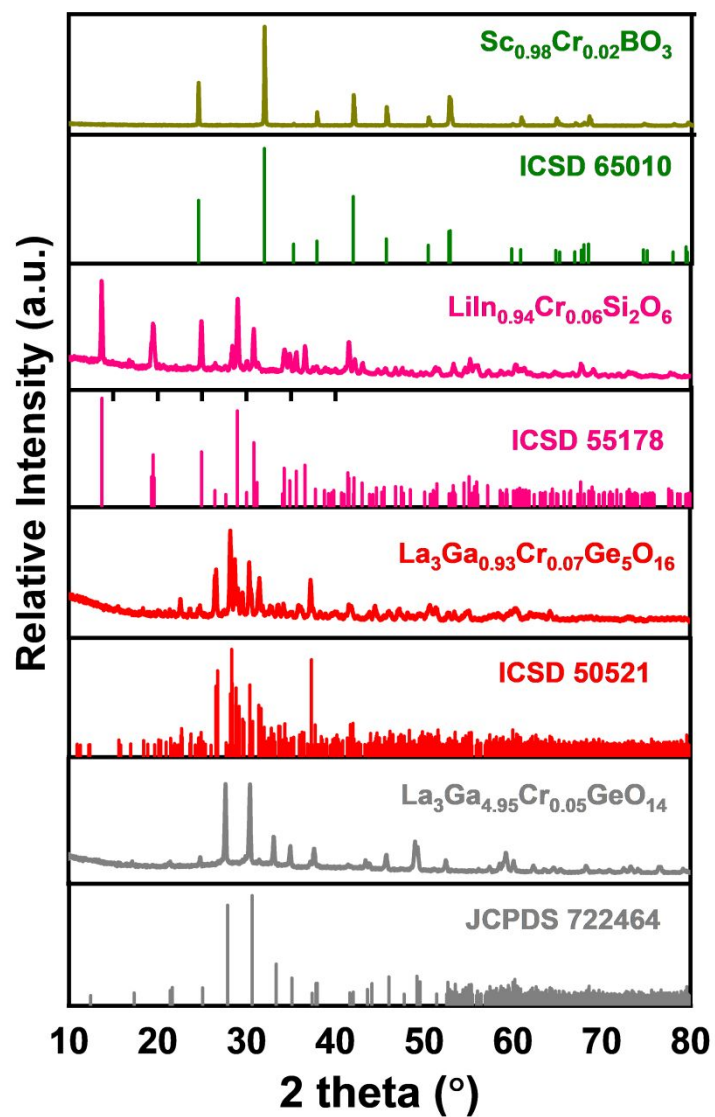 Relative Intensity (a.u.)
Sc₀.₉₈Cr₀.₀₂BO₃
ICSD 65010
LiIn₀.₉₄Cr₀.₀₆Si₂O₆
ICSD 55178
La₃Ga₀.₉₃Cr₀.₀₇Ge₅O₁₆
ICSD 50521
La₃Ga₄.₉₅Cr₀.₀₅GeO₁₄
JCPDS 722464
10 20 30 40 50 60 70 80
2 theta (°)